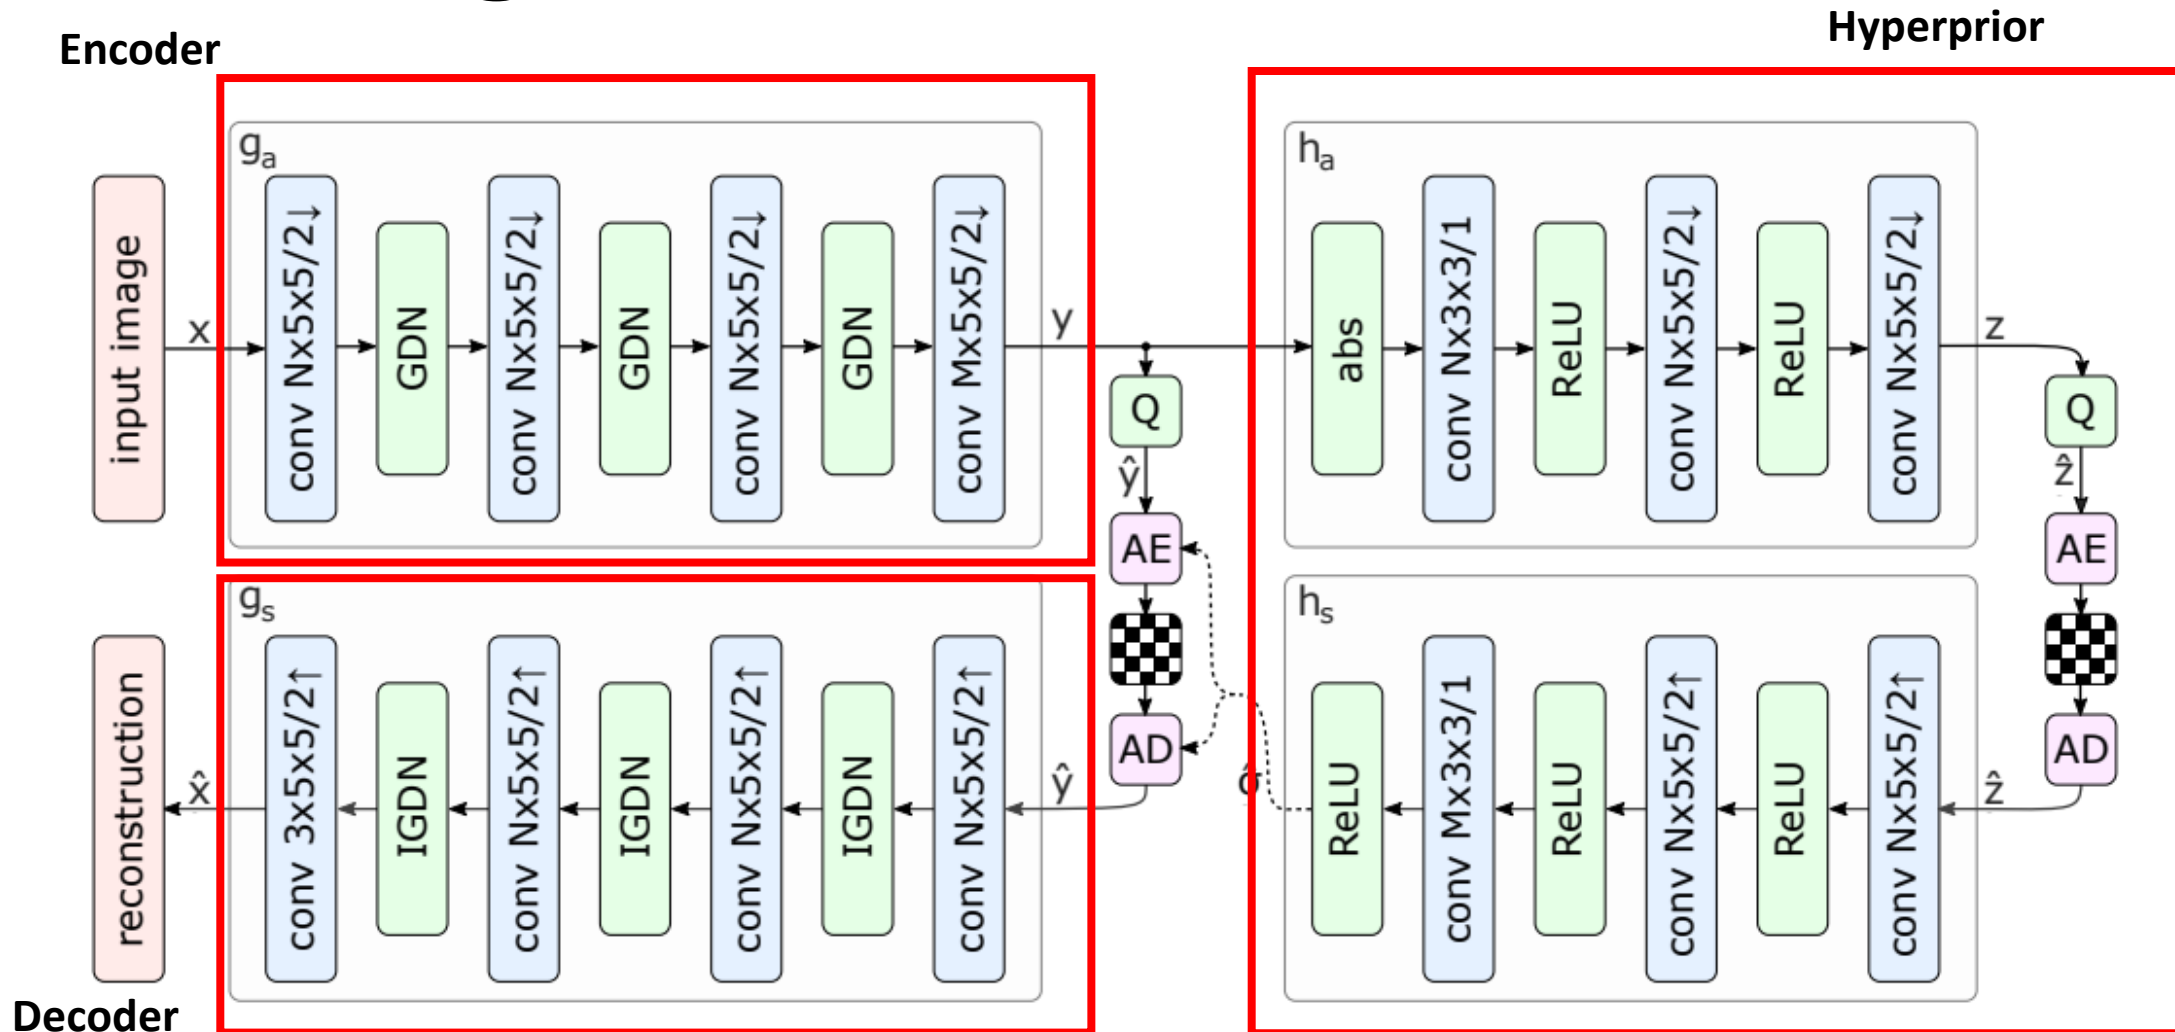 Encoder
Hyperprior
input image
x
gₐ
conv Nx5x5/2↓
GDN
conv Nx5x5/2↓
GDN
conv Nx5x5/2↓
GDN
conv Mx5x5/2↓
y
Q
ŷ
AE
AD
hₐ
abs
conv Nx3x3/1
ReLU
conv Nx5x5/2↓
ReLU
conv Nx5x5/2↓
z
Q
ẑ
AE
AD
reconstruction
x̂
gₛ
conv 3x5x5/2↑
IGDN
conv Nx5x5/2↑
IGDN
conv Nx5x5/2↑
IGDN
conv Nx5x5/2↑
ŷ
σ̂
hₛ
ReLU
conv Mx3x3/1
ReLU
conv Nx5x5/2↑
ReLU
conv Nx5x5/2↑
ẑ
Decoder